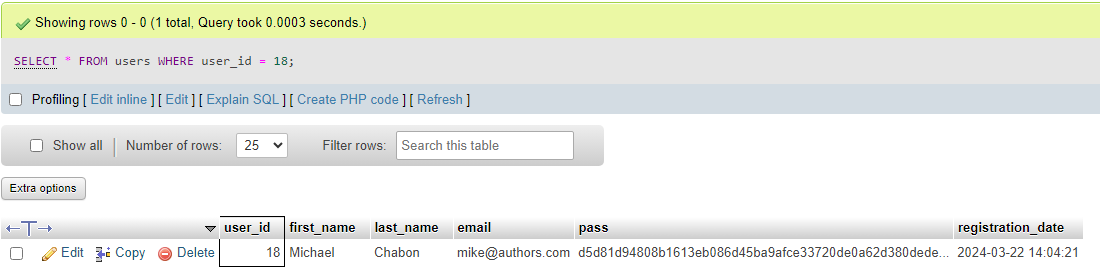 Showing rows 0 - 0 (1 total, Query took 0.0003 seconds.)
SELECT * FROM users WHERE user_id = 18;
Profiling [ Edit inline ] [ Edit ] [ Explain SQL ] [ Create PHP code ] [ Refresh ]
Show all Number of rows: 25 Filter rows: Search this table
Extra options
user_id first_name last_name email pass registration_date
Edit Copy Delete 18 Michael Chabon mike@authors.com d5d81d94808b1613eb086d45ba9afce33720de0a62d380dede... 2024-03-22 14:04:21